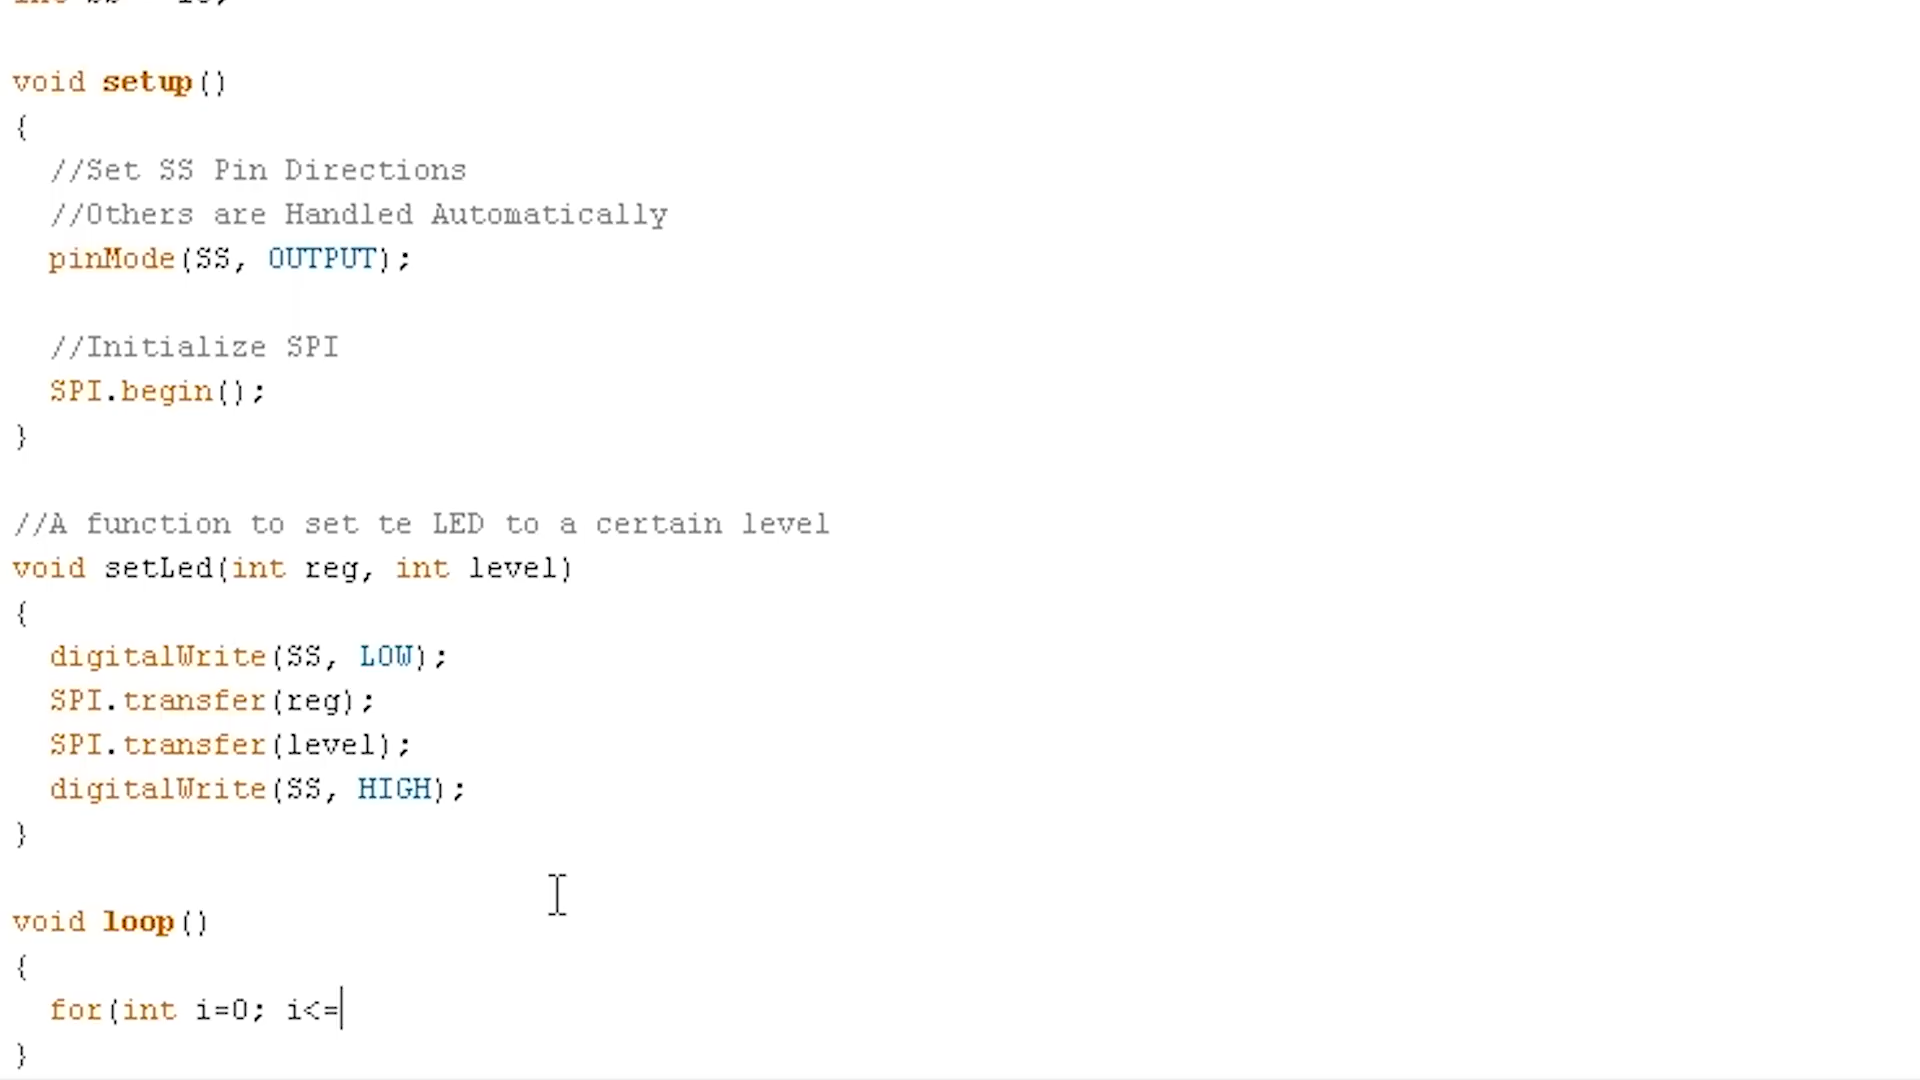 void setup()
{
//Set SS Pin Directions
//Others are Handled Automatically
pinMode(SS, OUTPUT);
//Initialize SPI
SPI.begin();
}
//A function to set te LED to a certain level
void setLed(int reg, int level)
{
digitalWrite(SS, LOW);
SPI.transfer(reg);
SPI.transfer(level);
digitalWrite(SS, HIGH);
}
void loop()
{
for(int i=0; i<=
}